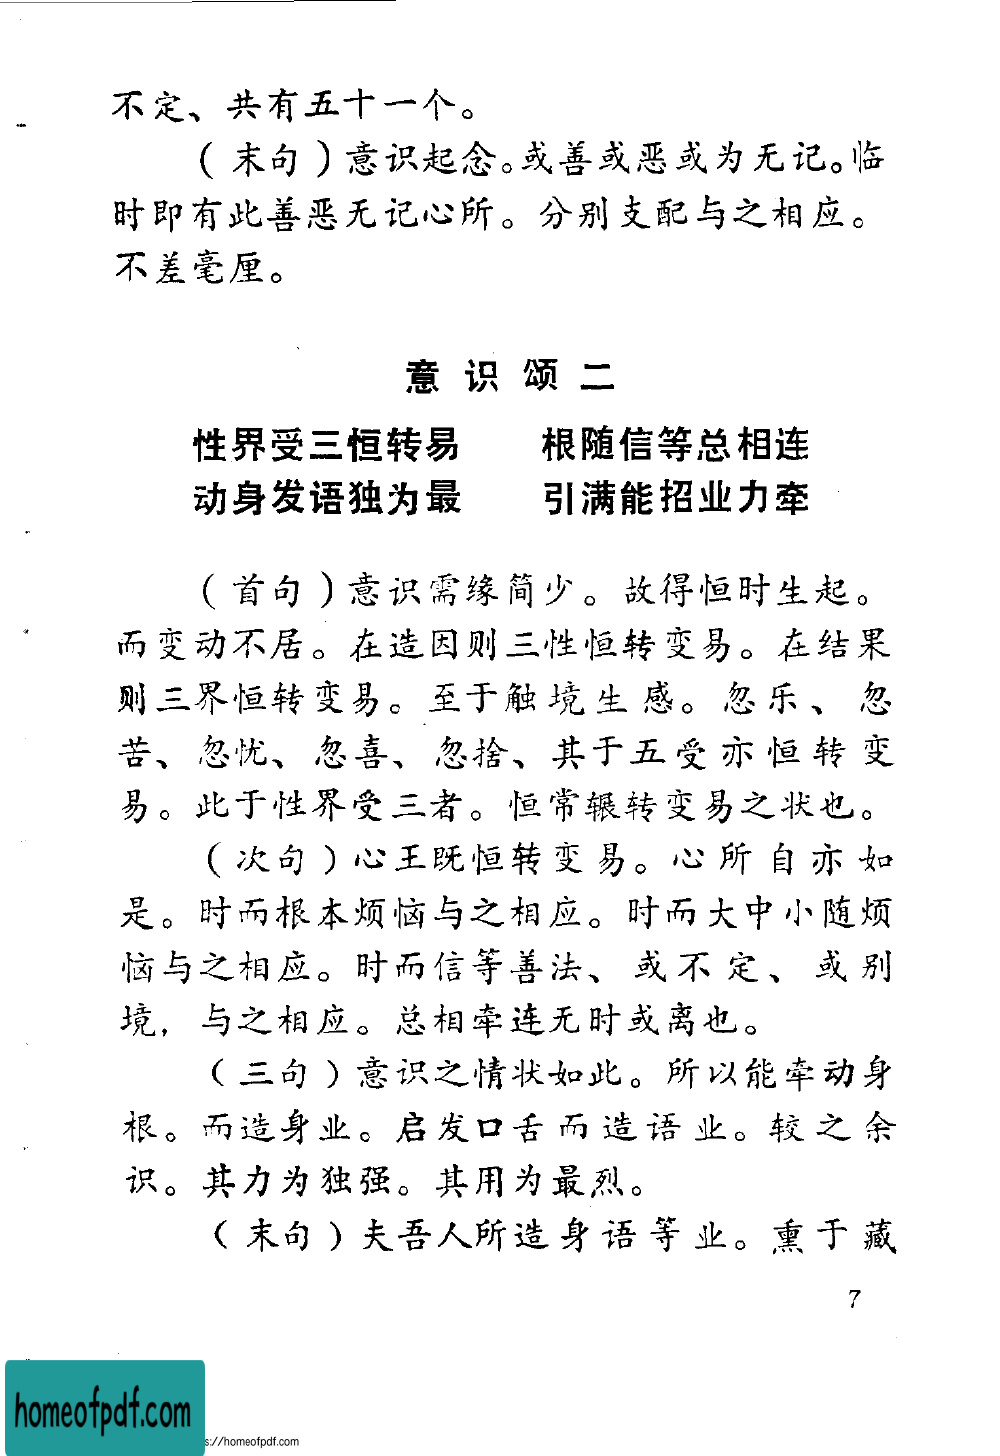 不定、共有五十一个。
（末句）意识起念。或善或恶或为无记。临
时即有此善恶无记心所。分别支配与之相应。
不差毫厘。
意识颂二
性界受三恒转易　　根随信等总相连
动身发语独为最　　引满能招业力牵
（首句）意识需缘简少。故得恒时生起。
而变动不居。在造因则三性恒转变易。在结果
则三界恒转变易。至于触境生感。忽乐、忽
苦、忽忧、忽喜、忽捨、其于五受亦恒转变
易。此于性界受三者。恒常辗转变易之状也。
（次句）心王既恒转变易。心所自亦如
是。时而根本烦恼与之相应。时而大中小随烦
恼与之相应。时而信等善法、或不定、或别
境，与之相应。总相牵连无时或离也。
（三句）意识之情状如此。所以能牵动身
根。而造身业。启发口舌而造语业。较之余
识。其力为独强。其用为最烈。
（末句）夫吾人所造身语等业。熏于藏
7
homeofpdf.com
s://homeofpdf.com